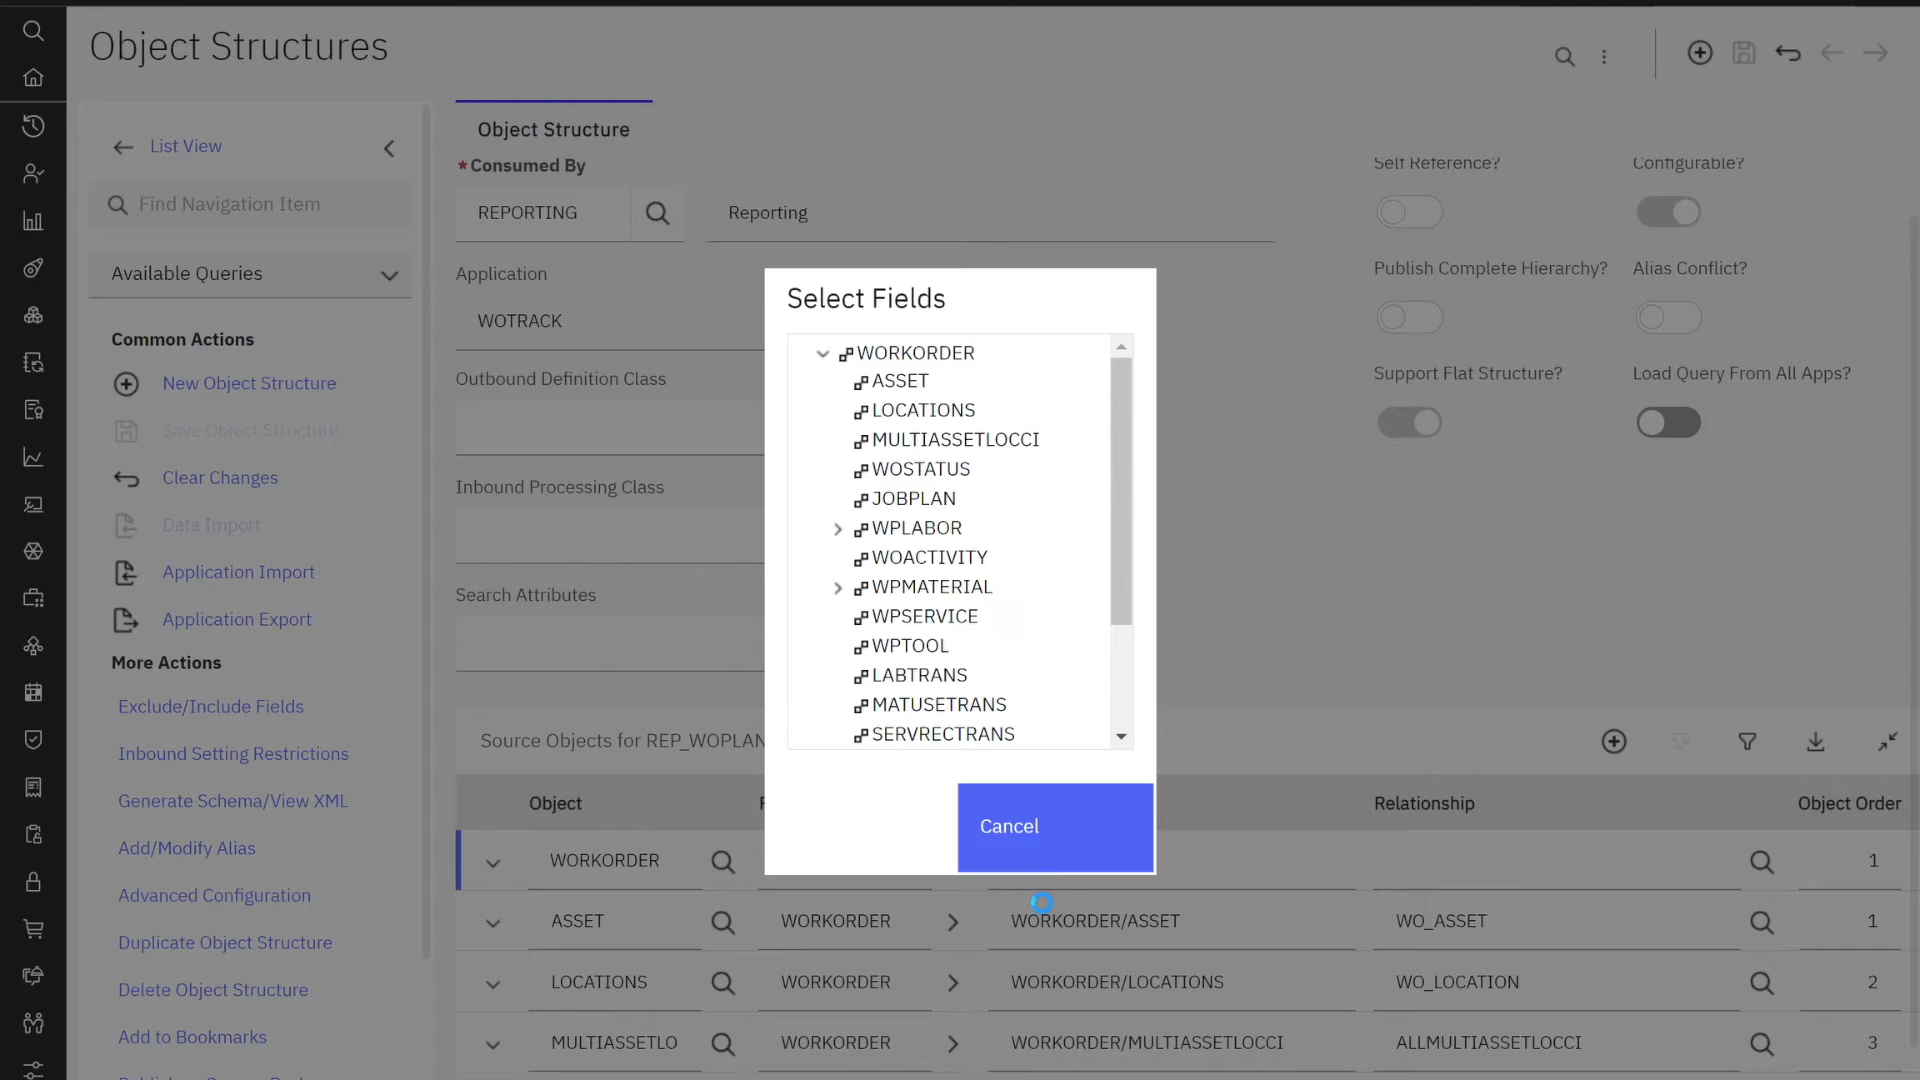 Object Structures
List View
Find Navigation Item
Available Queries
Common Actions
New Object Structure
Save Object Structure
Clear Changes
Data Import
Application Import
Application Export
More Actions
Exclude/Include Fields
Inbound Setting Restrictions
Generate Schema/View XML
Add/Modify Alias
Advanced Configuration
Duplicate Object Structure
Delete Object Structure
Add to Bookmarks
Object Structure
*Consumed By
REPORTING
Reporting
Application
WOTRACK
Outbound Definition Class
Inbound Processing Class
Search Attributes
Self Reference?
Configurable?
Publish Complete Hierarchy?
Alias Conflict?
Support Flat Structure?
Load Query From All Apps?
Select Fields
WORKORDER
ASSET
LOCATIONS
MULTIASSETLOCCI
WOSTATUS
JOBPLAN
WPLABOR
WOACTIVITY
WPMATERIAL
WPSERVICE
WPTOOL
LABTRANS
MATUSETRANS
SERVRECTRANS
Cancel
Source Objects for REP_WOPLAN
Object Relationship Object Order
WORKORDER 1
ASSET WORKORDER WORKORDER/ASSET WO_ASSET 1
LOCATIONS WORKORDER WORKORDER/LOCATIONS WO_LOCATION 2
MULTIASSETLO WORKORDER WORKORDER/MULTIASSETLOCCI ALLMULTIASSETLOCCI 3